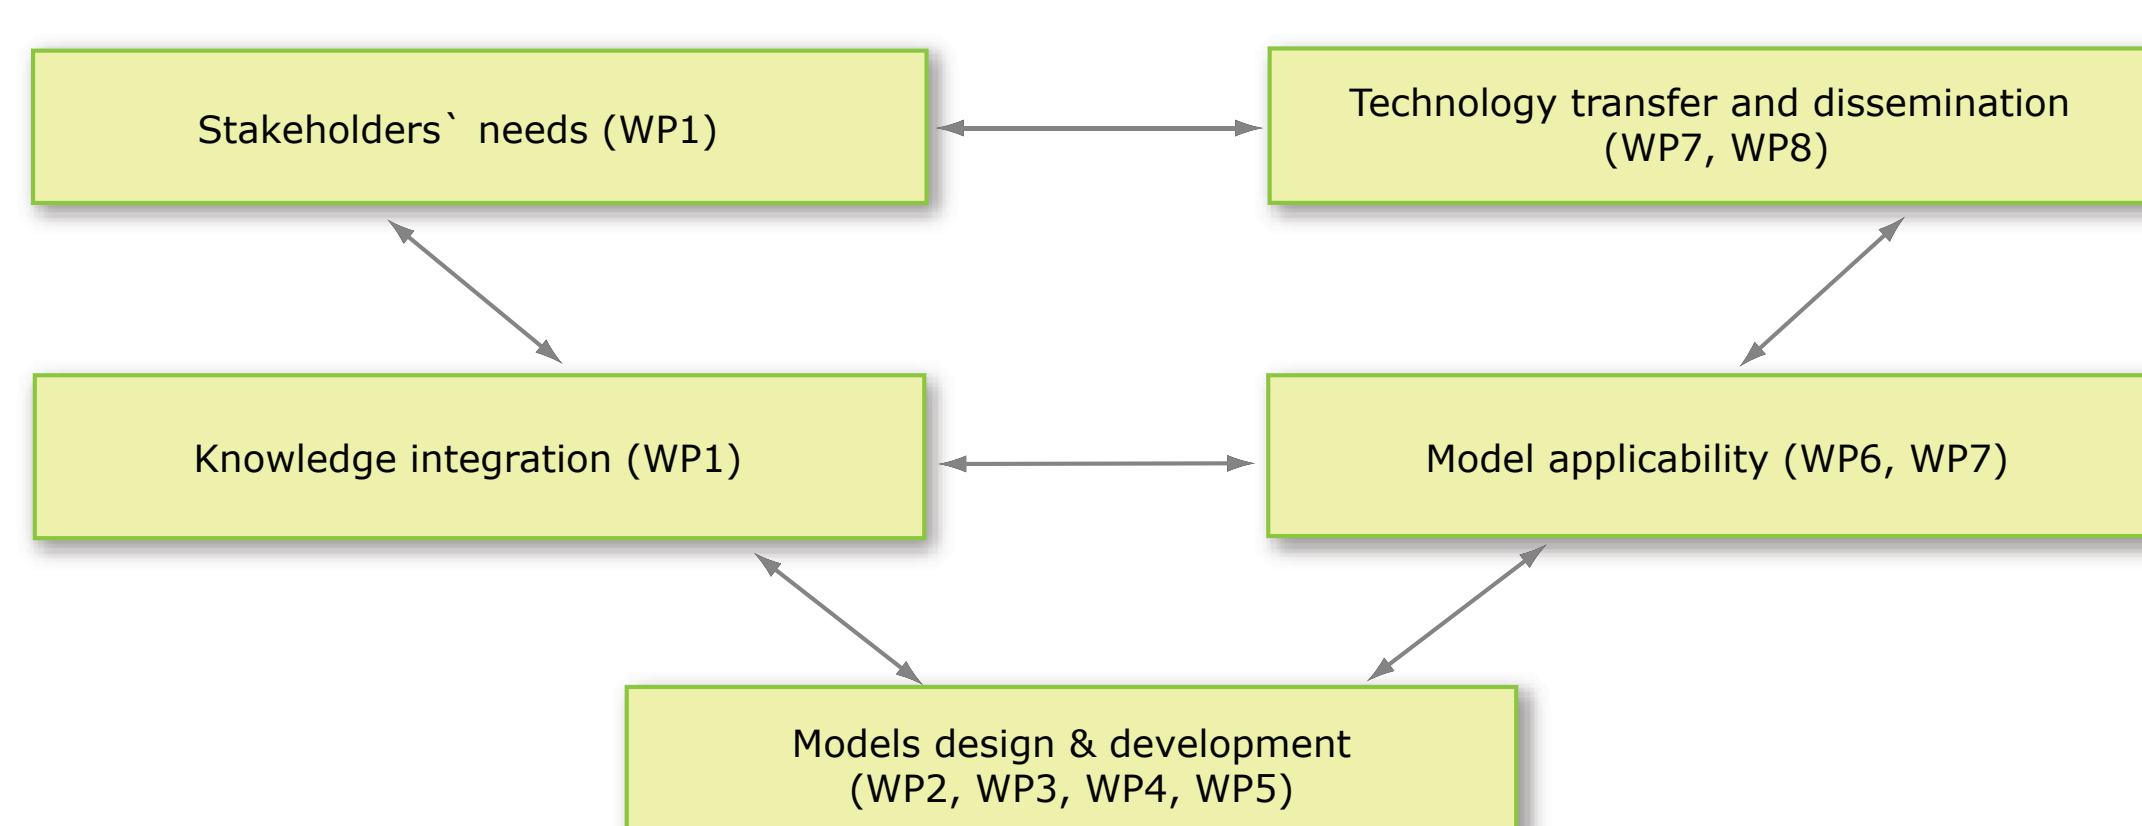 Stakeholders` needs (WP1)
Technology transfer and dissemination
(WP7, WP8)
Knowledge integration (WP1)
Model applicability (WP6, WP7)
Models design & development
(WP2, WP3, WP4, WP5)